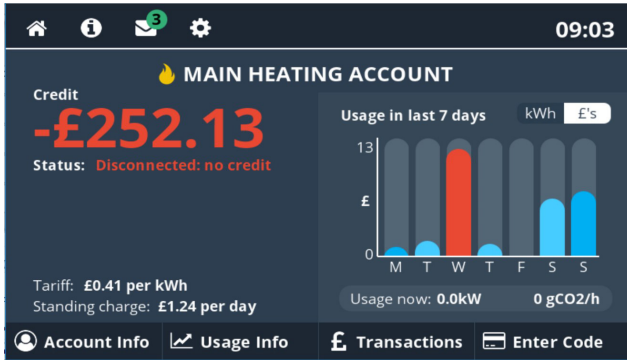 3
09:03
MAIN HEATING ACCOUNT
Credit
-£252.13
Status: Disconnected: no credit
Tariff: £0.41 per kWh
Standing charge: £1.24 per day
Usage in last 7 days
kWh £'s
13
£
0
M T W T F S S
Usage now: 0.0kW 0 gCO2/h
Account Info Usage Info £ Transactions Enter Code